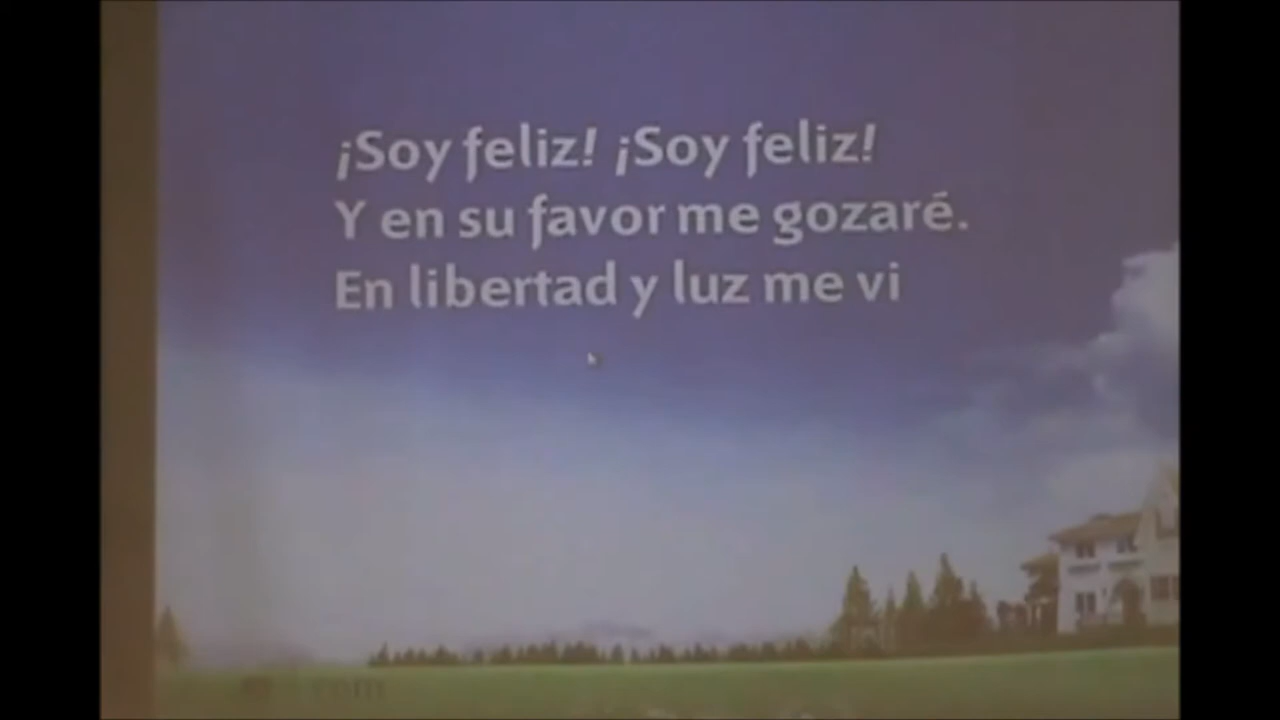 ¡Soy feliz! ¡Soy feliz!
Y en su favor me gozaré.
En libertad y luz me vi